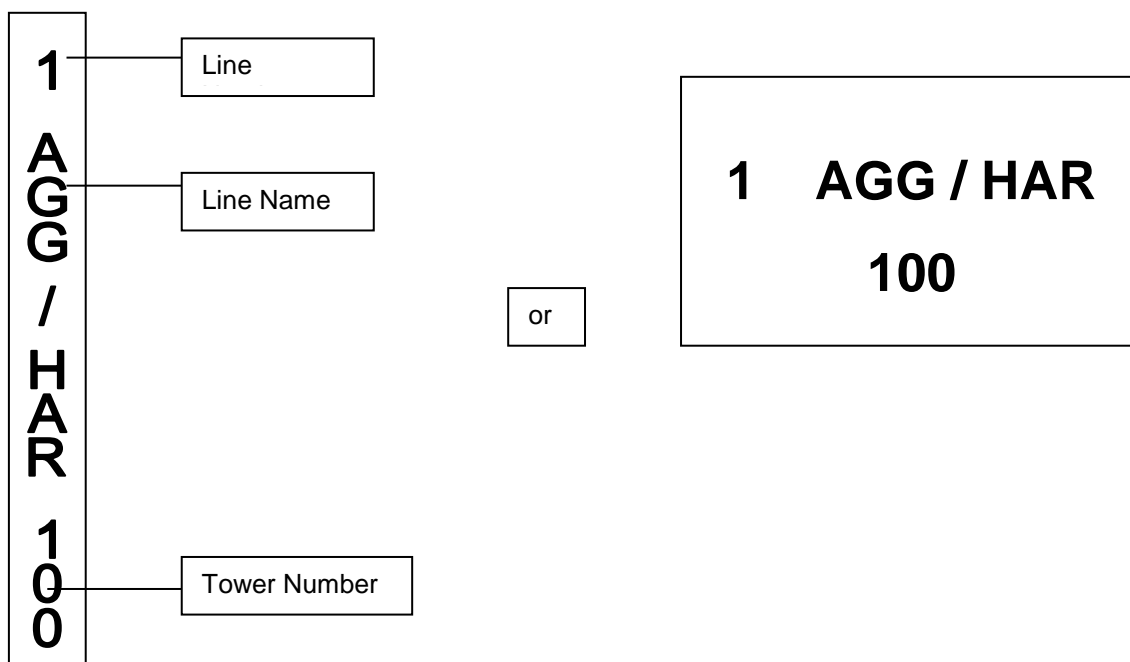 1
AGG
/
HAR
100
Line
Line Name
Tower Number
or
1 AGG / HAR
100